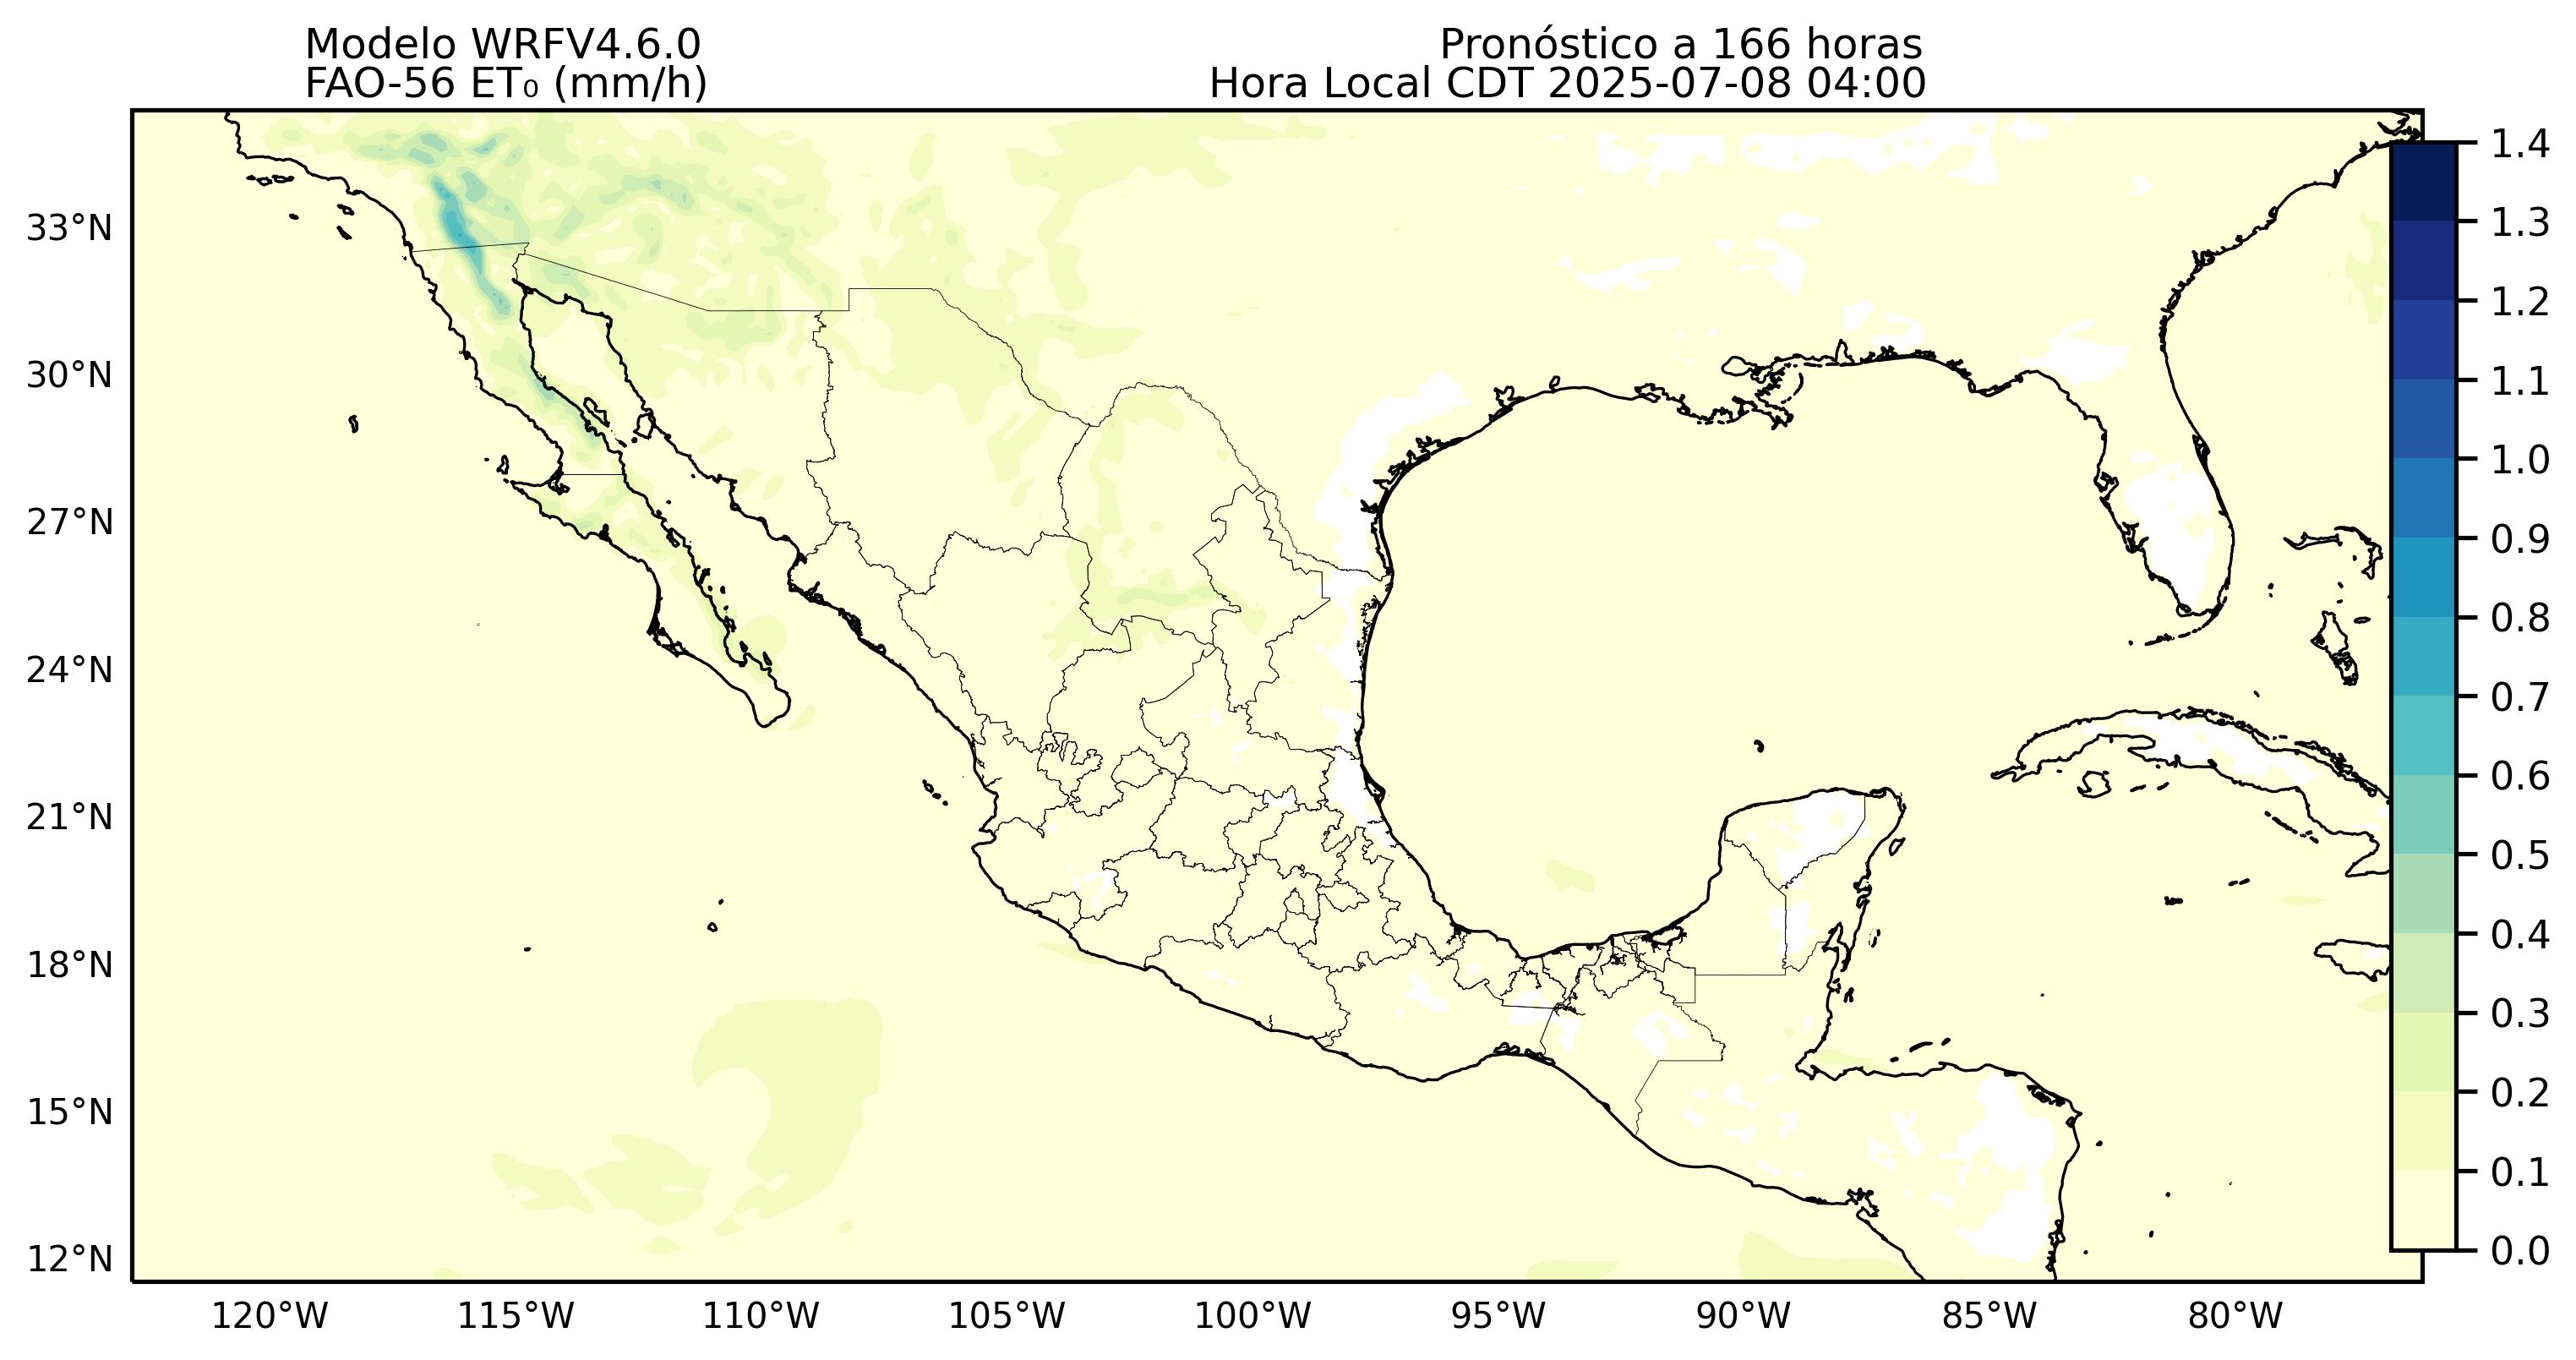 Modelo WRFV4.6.0
FAO-56 ET₀ (mm/h)
Pronóstico a 166 horas
Hora Local CDT 2025-07-08 04:00
33°N
30°N
27°N
24°N
21°N
18°N
15°N
12°N
120°W
115°W
110°W
105°W
100°W
95°W
90°W
85°W
80°W
1.4
1.3
1.2
1.1
1.0
0.9
0.8
0.7
0.6
0.5
0.4
0.3
0.2
0.1
0.0